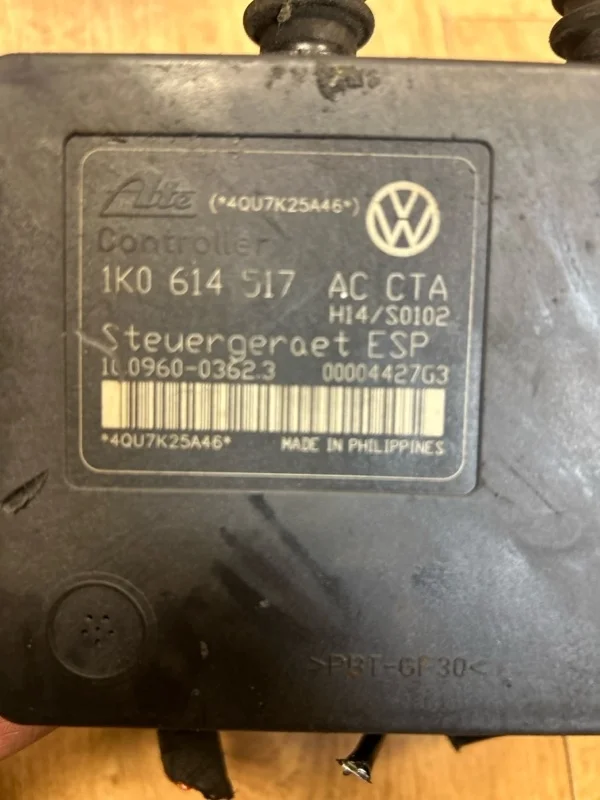 Ate (*4QU7K25A46*)
Controller
1K0 614 517 AC CTA
H14/S0102
Steuergeraet ESP
10.0960-0362.3 00004427G3
*4QU7K25A46* MADE IN PHILIPPINES
>PBT-GF30<